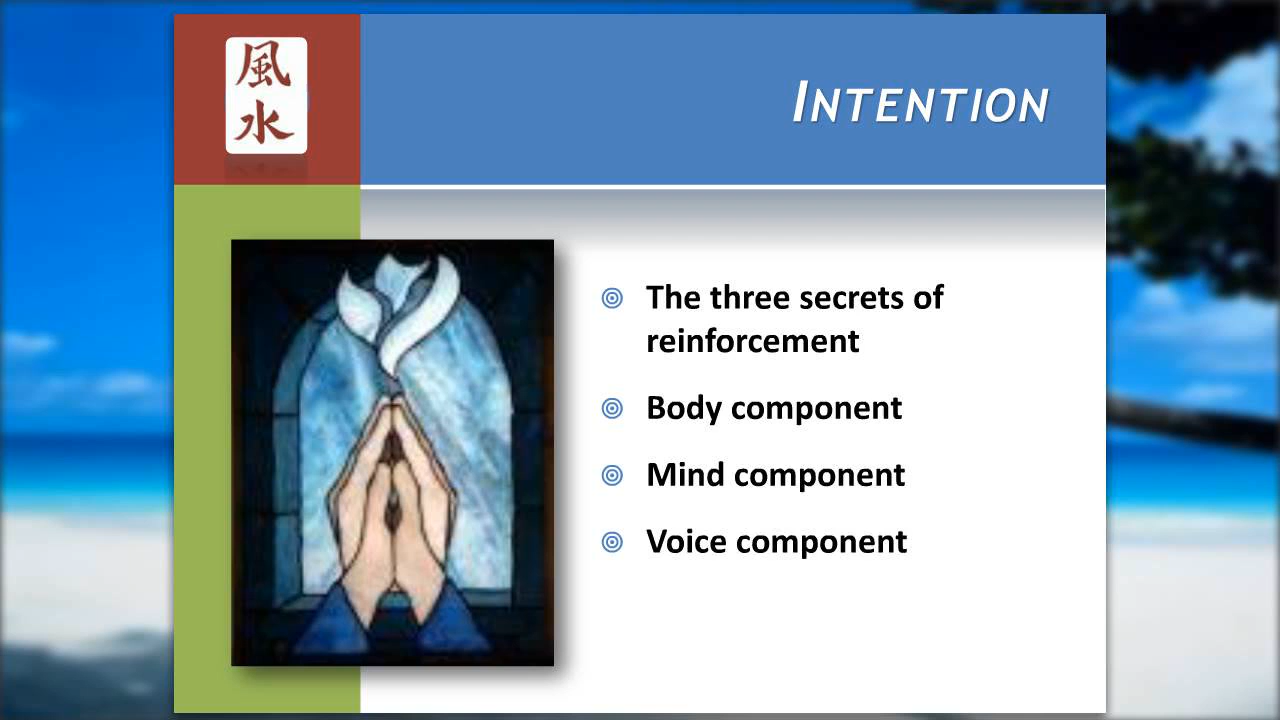 風
水
INTENTION
The three secrets of
reinforcement
Body component
Mind component
Voice component